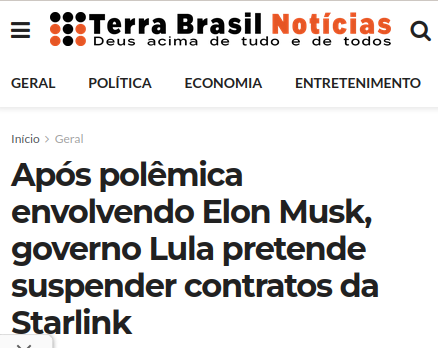 Terra Brasil Notícias
Deus acima de tudo e de todos
GERAL POLÍTICA ECONOMIA ENTRETENIMENTO
Início > Geral
Após polêmica
envolvendo Elon Musk,
governo Lula pretende
suspender contratos da
Starlink